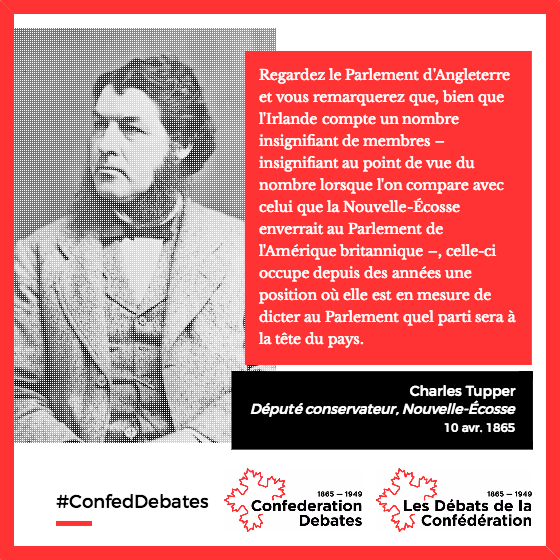 Regardez le Parlement d'Angleterre
et vous remarquerez que, bien que
l'Irlande compte un nombre
insignifiant de membres –
insignifiant au point de vue du
nombre lorsque l'on compare avec
celui que la Nouvelle-Écosse
enverrait au Parlement de
l'Amérique britannique –, celle-ci
occupe depuis des années une
position où elle est en mesure de
dicter au Parlement quel parti sera à
la tête du pays.
Charles Tupper
Député conservateur, Nouvelle-Écosse
10 avr. 1865
#ConfedDebates
1865 — 1949
Confederation
Debates
1865 — 1949
Les Débats de la
Confédération